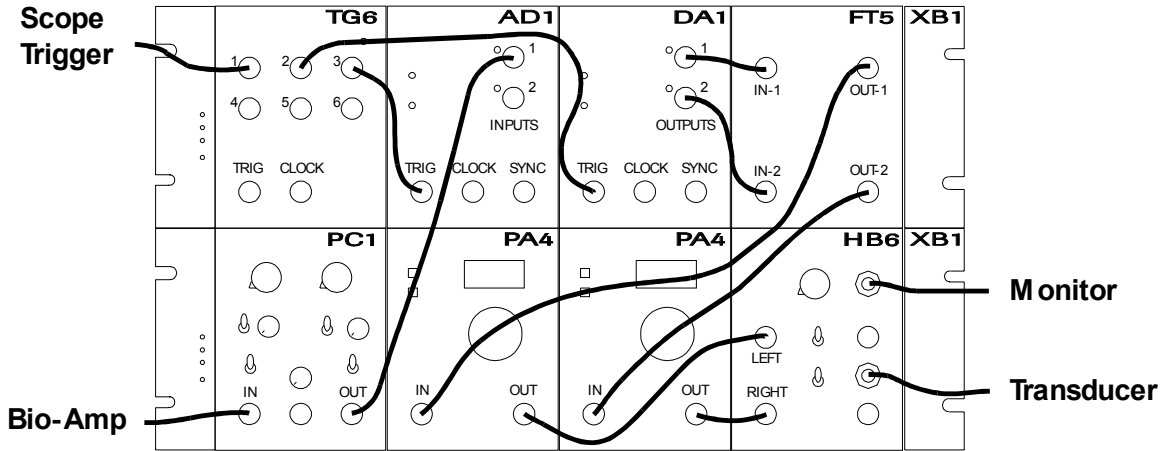 Scope
Trigger
TG6 AD1 DA1 FT5 XB1
1 2 3 1 1
IN-1 OUT-1
4 5 6 2 2
INPUTS OUTPUTS
TRIG CLOCK TRIG CLOCK SYNC TRIG CLOCK SYNC IN-2 OUT-2
PC1 PA4 PA4 HB6 XB1
Monitor
LEFT
IN OUT IN OUT IN OUT RIGHT
Transducer
Bio-Amp